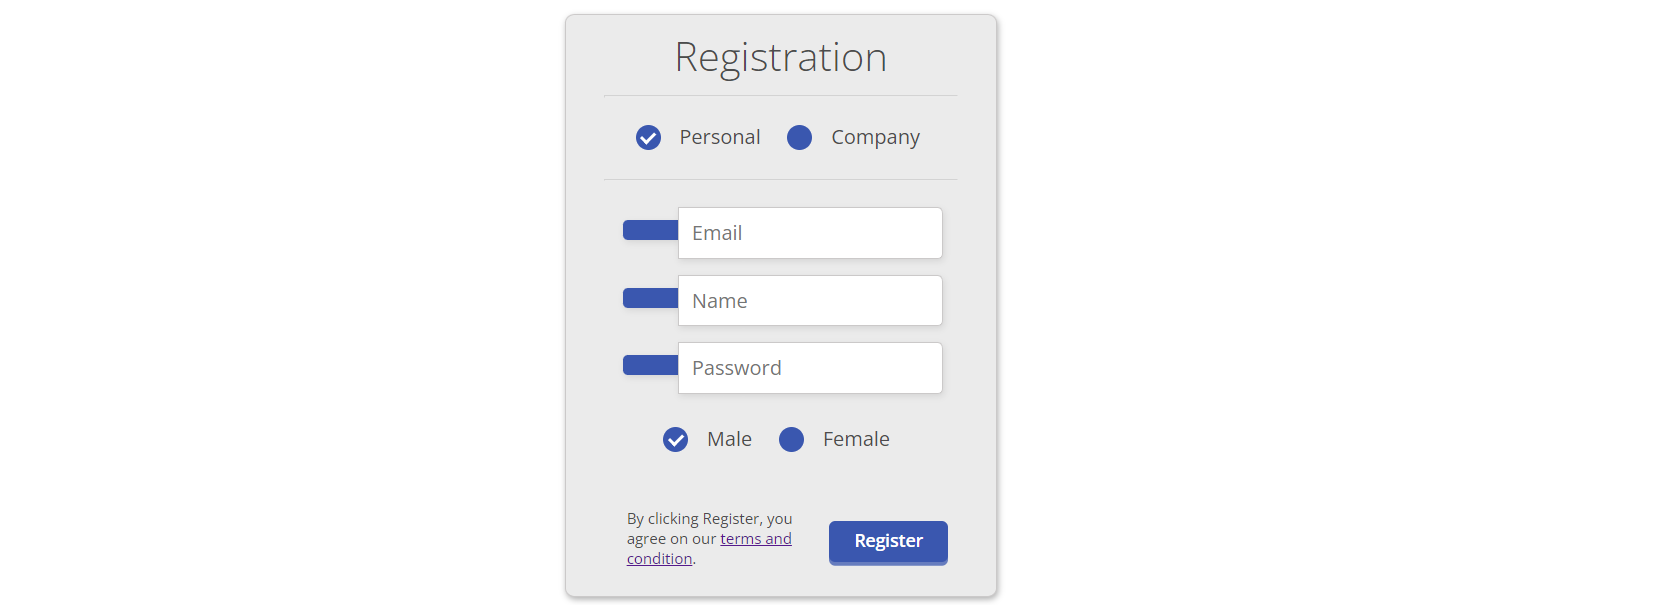 Registration
Personal Company
Email
Name
Password
Male Female
By clicking Register, you
agree on our terms and
condition.
Register